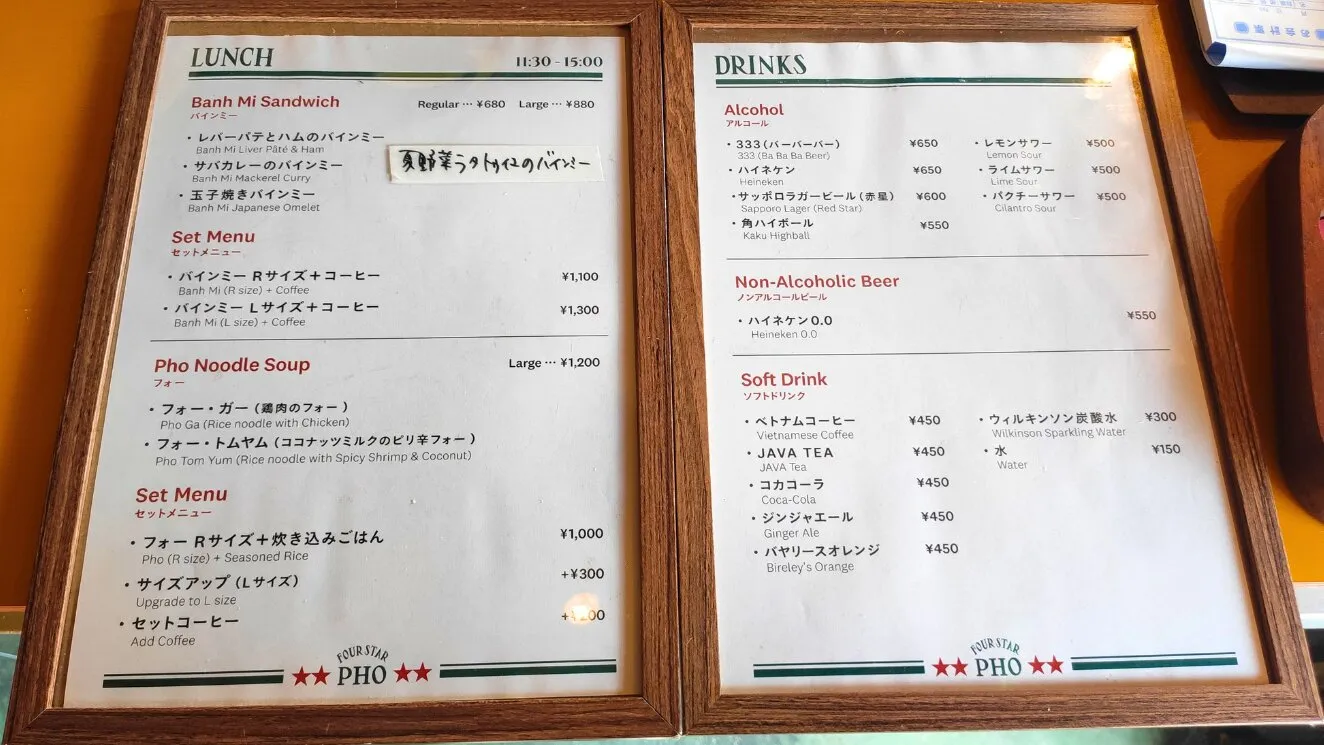 LUNCH 11:30 - 15:00
Banh Mi Sandwich Regular … ¥680 Large … ¥880
バインミー
・レバーパテとハムのバインミー
Banh Mi Liver Pâté & Ham
夏野菜ラタトゥイユのバインミー
・サバカレーのバインミー
Banh Mi Mackerel Curry
・玉子焼きバインミー
Banh Mi Japanese Omelet
Set Menu
セットメニュー
・バインミー Rサイズ＋コーヒー ¥1,100
Banh Mi (R size) + Coffee
・バインミー Lサイズ＋コーヒー ¥1,300
Banh Mi (L size) + Coffee
Pho Noodle Soup Large … ¥1,200
フォー
・フォー・ガー（鶏肉のフォー）
Pho Ga (Rice noodle with Chicken)
・フォー・トムヤム（ココナッツミルクのピリ辛フォー）
Pho Tom Yum (Rice noodle with Spicy Shrimp & Coconut)
Set Menu
セットメニュー
・フォー Rサイズ＋炊き込みごはん ¥1,000
Pho (R size) + Seasoned Rice
・サイズアップ（Lサイズ） +¥300
Upgrade to L size
・セットコーヒー
Add Coffee
FOUR STAR
★★ PHO ★★
DRINKS
Alcohol
アルコール
・333（バーバーバー） ¥650
333 (Ba Ba Ba Beer)
・ハイネケン ¥650
Heineken
・サッポロラガービール（赤星） ¥600
Sapporo Lager (Red Star)
・角ハイボール ¥550
Kaku Highball
・レモンサワー ¥500
Lemon Sour
・ライムサワー ¥500
Lime Sour
・パクチーサワー ¥500
Cilantro Sour
Non-Alcoholic Beer
ノンアルコールビール
・ハイネケン0.0 ¥550
Heineken 0.0
Soft Drink
ソフトドリンク
・ベトナムコーヒー ¥450
Vietnamese Coffee
・JAVA TEA ¥450
JAVA Tea
・コカコーラ ¥450
Coca-Cola
・ジンジャエール ¥450
Ginger Ale
・バヤリースオレンジ ¥450
Bireley's Orange
・ウィルキンソン炭酸水 ¥300
Wilkinson Sparkling Water
・水 ¥150
Water
FOUR STAR
★★ PHO ★★
お会計票